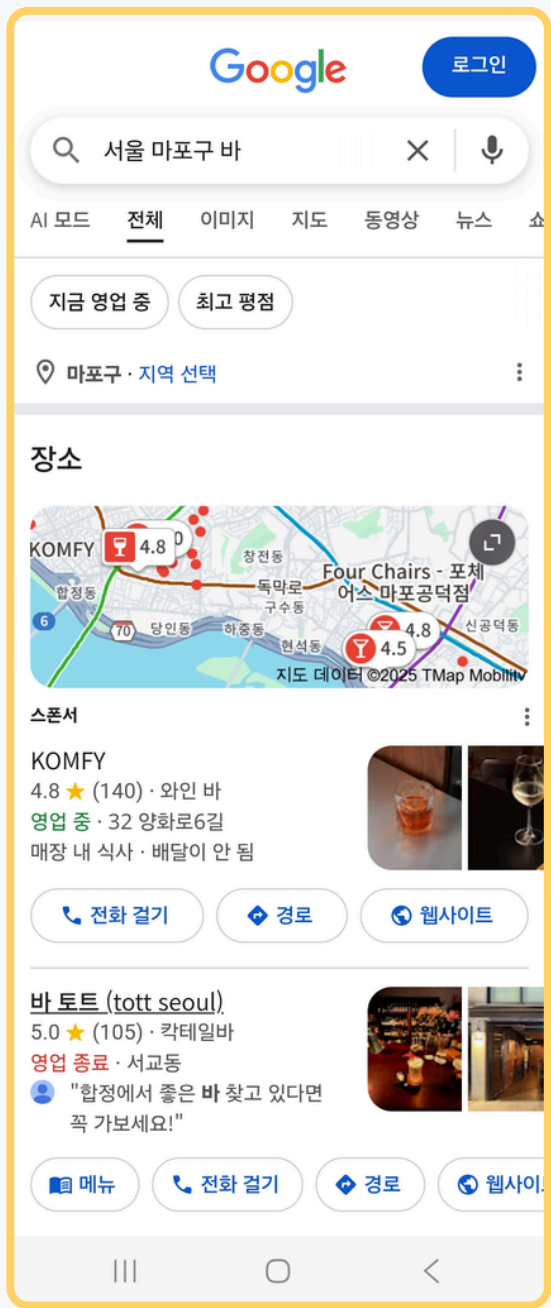 Google
로그인
서울 마포구 바
AI 모드 전체 이미지 지도 동영상 뉴스 쇼
지금 영업 중 최고 평점
마포구 · 지역 선택
장소
KOMFY 4.8 0
창전동
Four Chairs - 포체
어스 마포공덕점
합정동
독막로
구수동
6
70 당인동 하중동
4.8 신공덕동
현석동 4.5
지도 데이터 ©2025 TMap Mobility
스폰서
KOMFY
4.8 ★ (140) · 와인 바
영업 중 · 32 양화로6길
매장 내 식사 · 배달이 안 됨
전화 걸기 경로 웹사이트
바 토트 (tott seoul)
5.0 ★ (105) · 칵테일바
영업 종료 · 서교동
"합정에서 좋은 바 찾고 있다면
꼭 가보세요!"
메뉴 전화 걸기 경로 웹사이